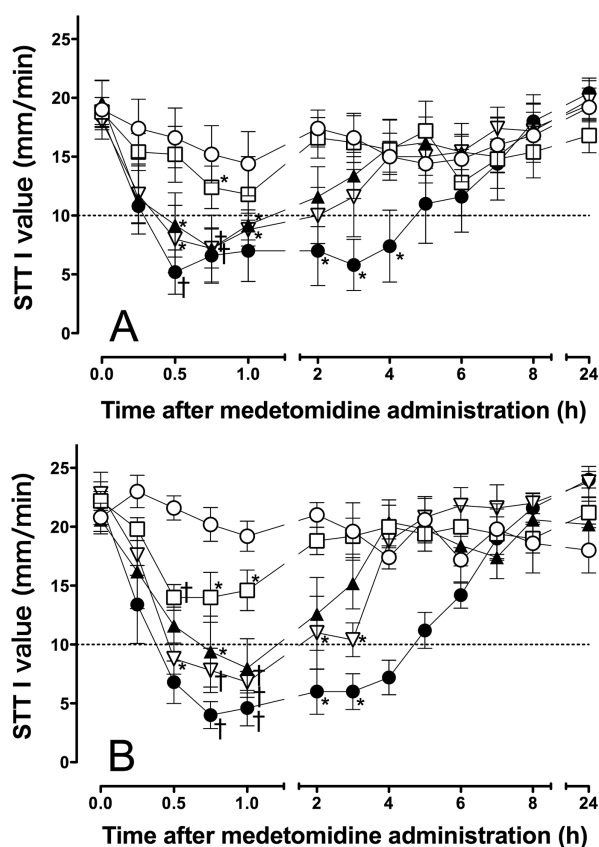 25
20
15
10
5
0
STT I value (mm/min)
A
* * † * † † * * * * * *
0.0 0.5 1.0 2 4 6 8 24
Time after medetomidine administration (h)
25
20
15
10
5
0
STT I value (mm/min)
B
† * * * * † † † † † * * * *
0.0 0.5 1.0 2 4 6 8 24
Time after medetomidine administration (h)